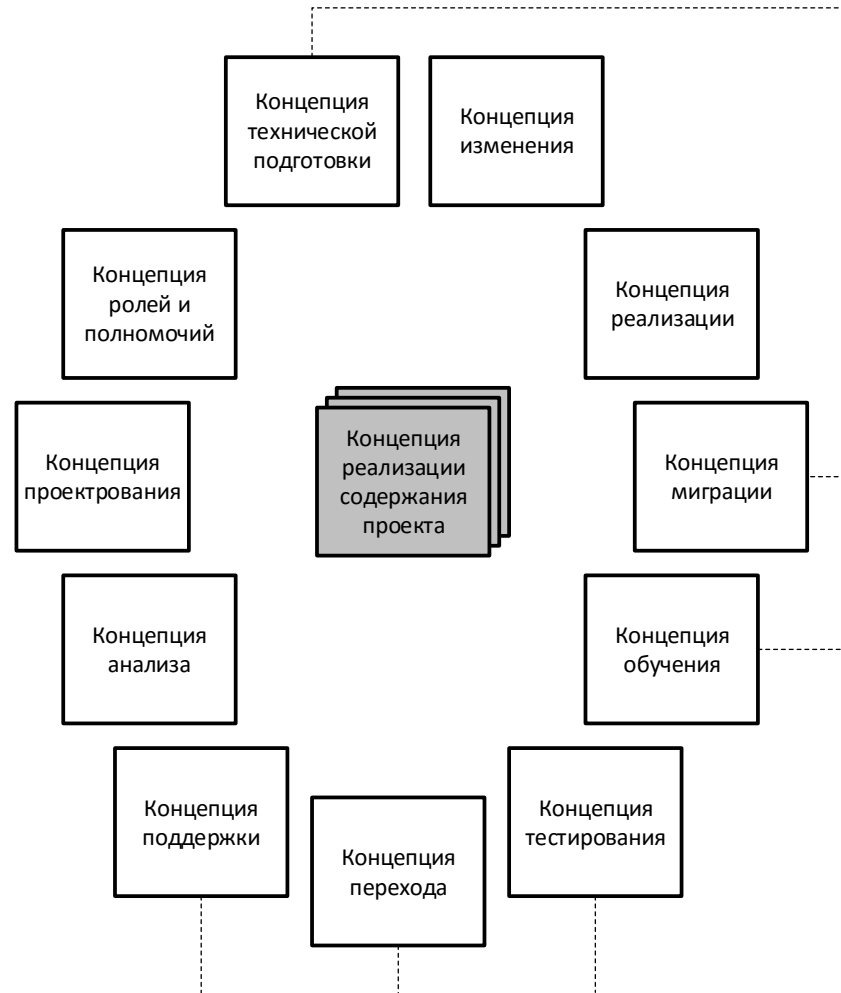 Концепция
технической
подготовки
Концепция
изменения
Концепция
ролей и
полномочий
Концепция
реализации
Концепция
проектрования
Концепция
реализации
содержания
проекта
Концепция
миграции
Концепция
анализа
Концепция
обучения
Концепция
поддержки
Концепция
перехода
Концепция
тестирования